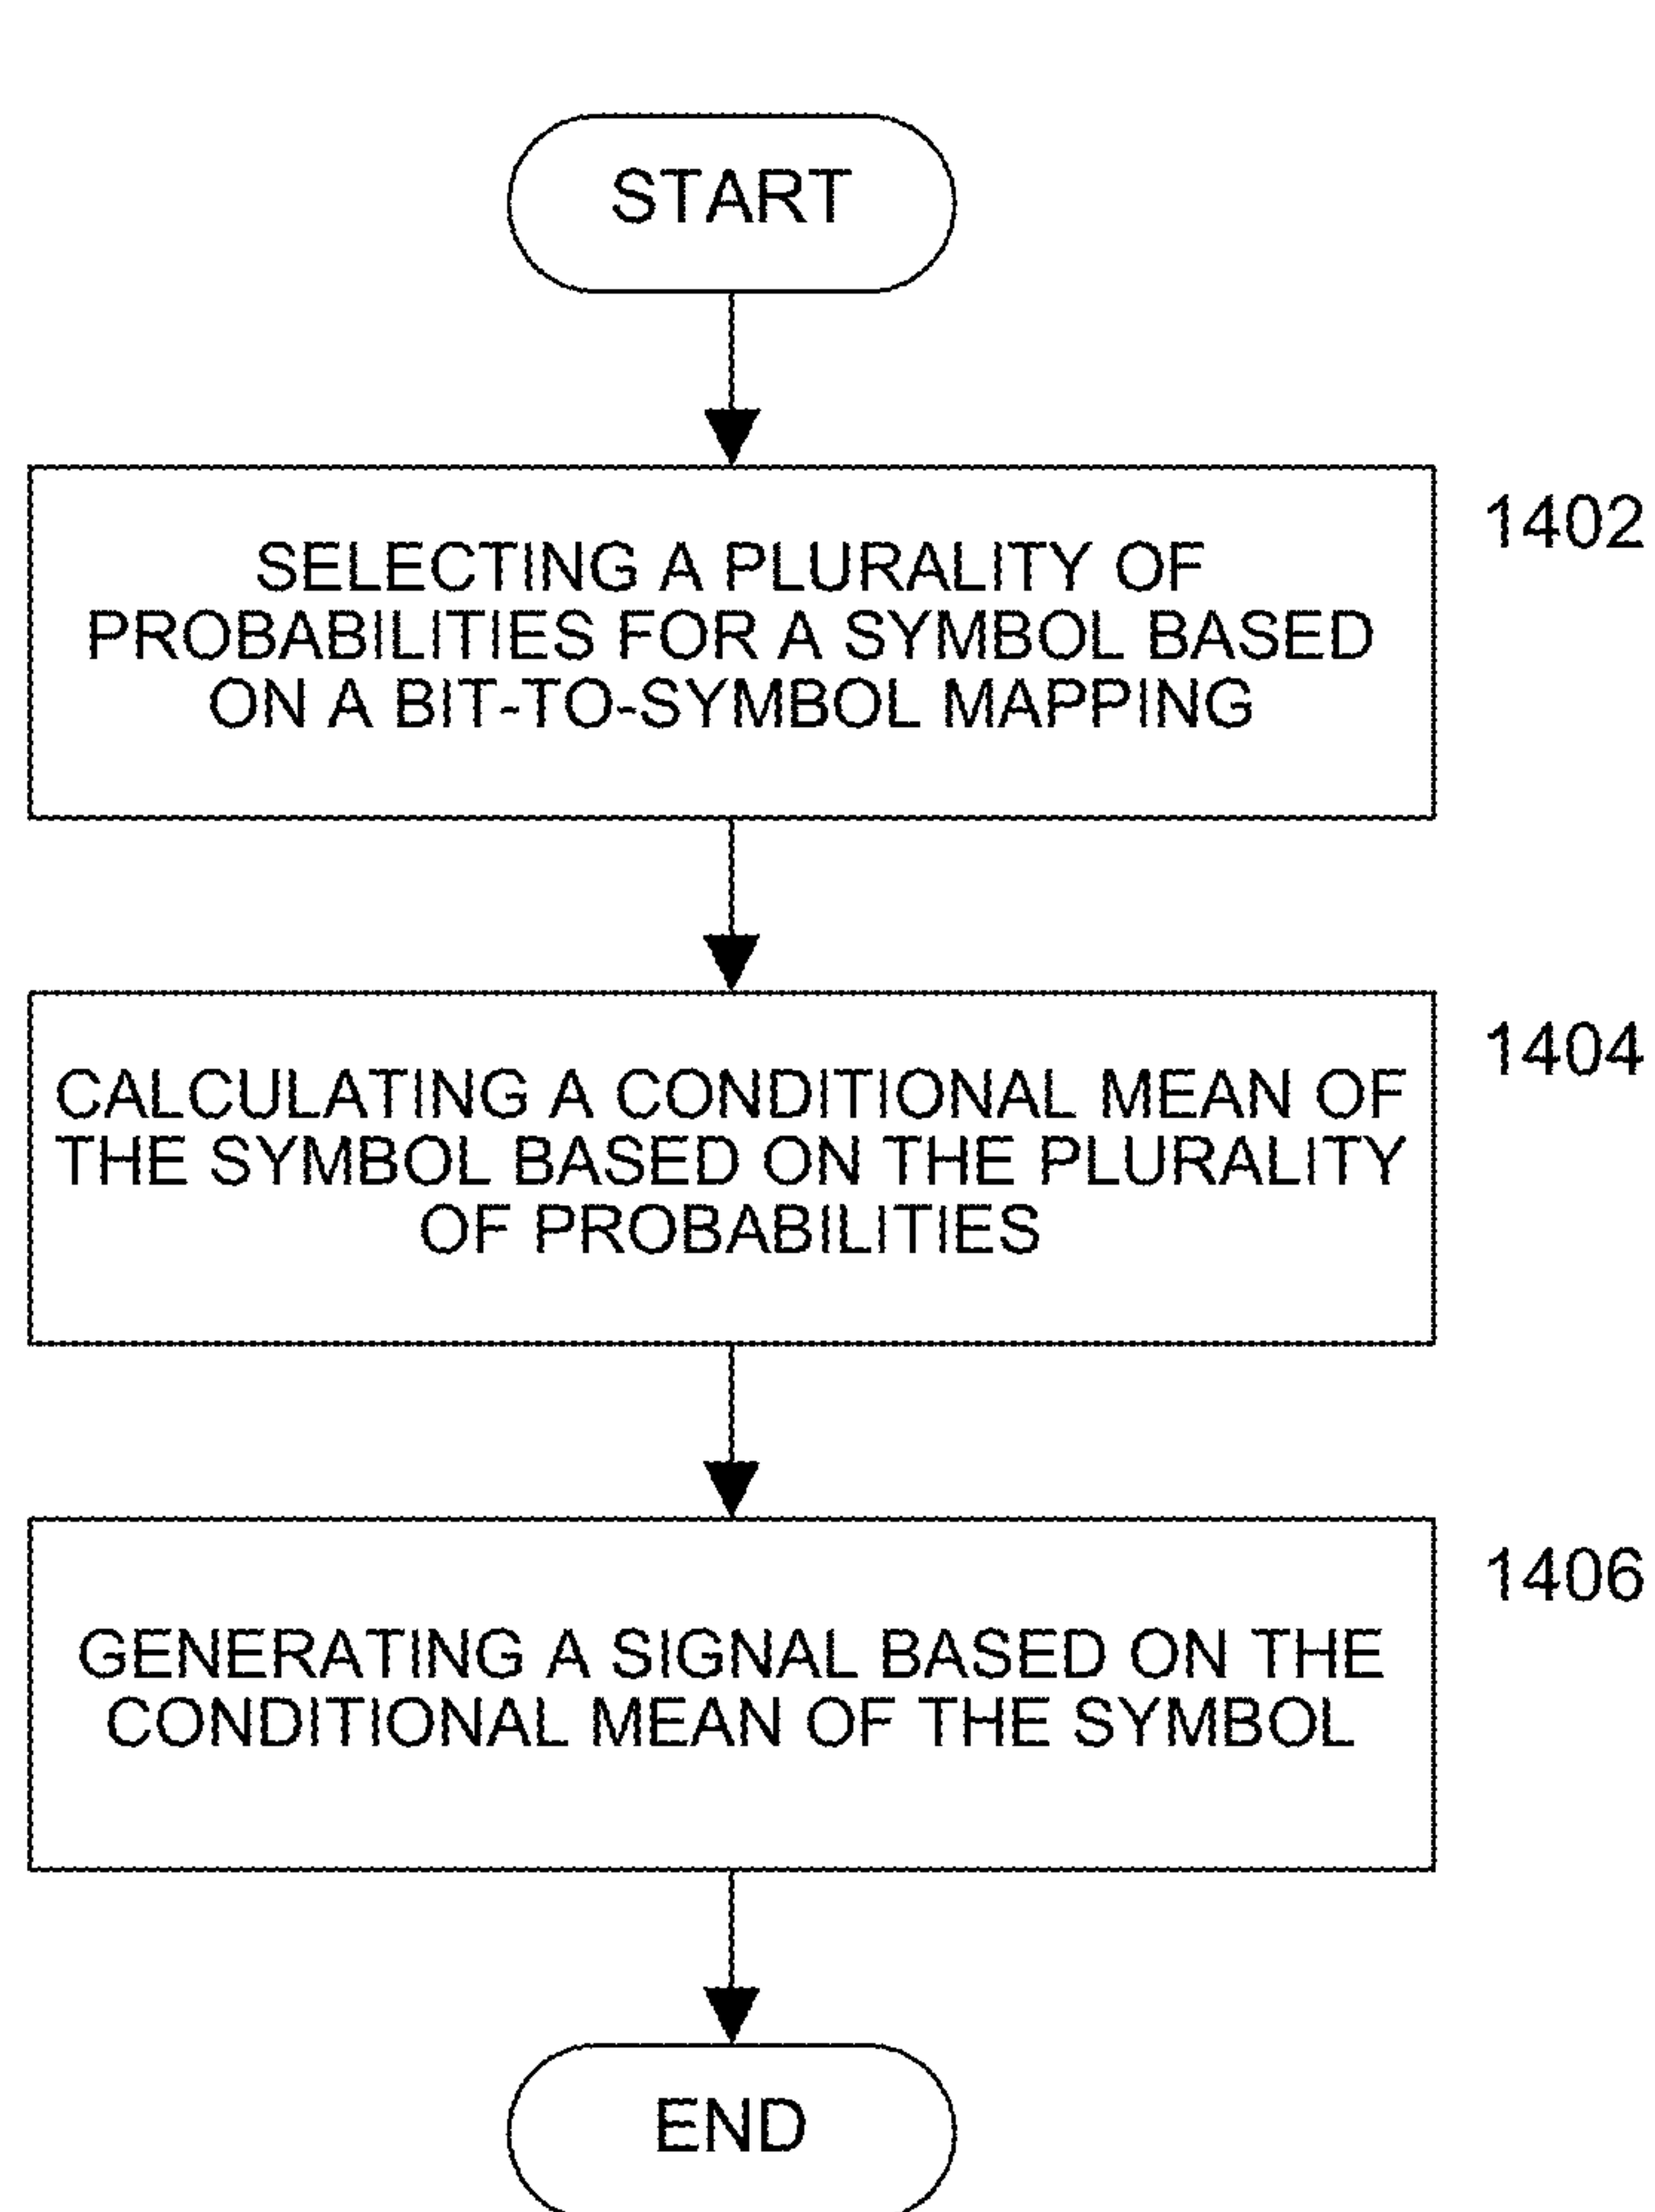 START
1402
SELECTING A PLURALITY OF
PROBABILITIES FOR A SYMBOL BASED
ON A BIT-TO-SYMBOL MAPPING
1404
CALCULATING A CONDITIONAL MEAN OF
THE SYMBOL BASED ON THE PLURALITY
OF PROBABILITIES
1406
GENERATING A SIGNAL BASED ON THE
CONDITIONAL MEAN OF THE SYMBOL
END